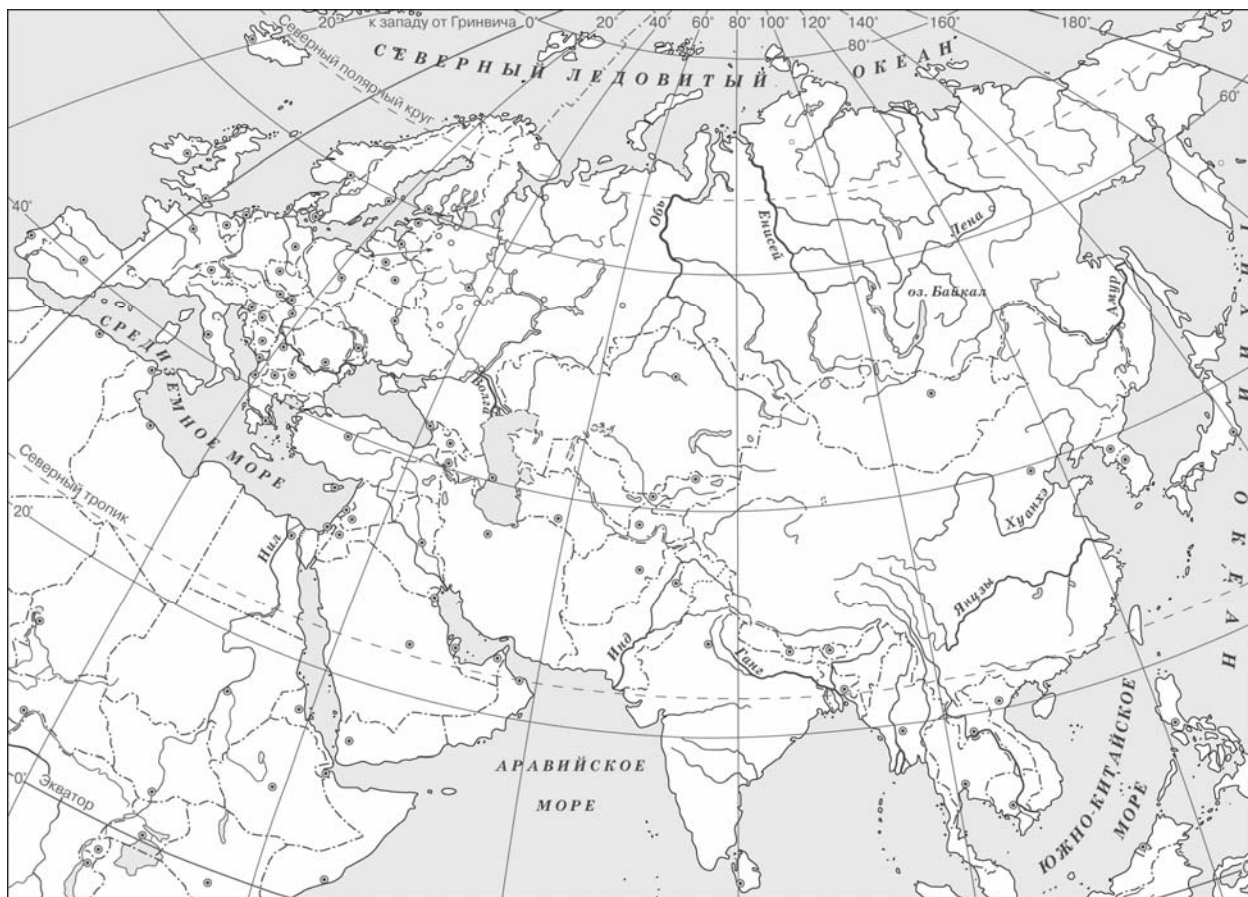 20° к западу от Гринвича 0° 20° 40° 60° 80° 100° 120° 140° 160° 180°
СЕВЕРНЫЙ ЛЕДОВИТЫЙ ОКЕАН
80°
60°
Северный полярный круг
40°
Обь
Енисей
Лена
оз. Байкал
Амур
ТИХИЙ ОКЕАН
СРЕДИЗЕМНОЕ МОРЕ
Волга
Северный тропик
20°
Нил
Хуанхэ
Янцзы
Инд
Ганг
АРАВИЙСКОЕ
МОРЕ
ЮЖНО-КИТАЙСКОЕ
МОРЕ
0°
Экватор